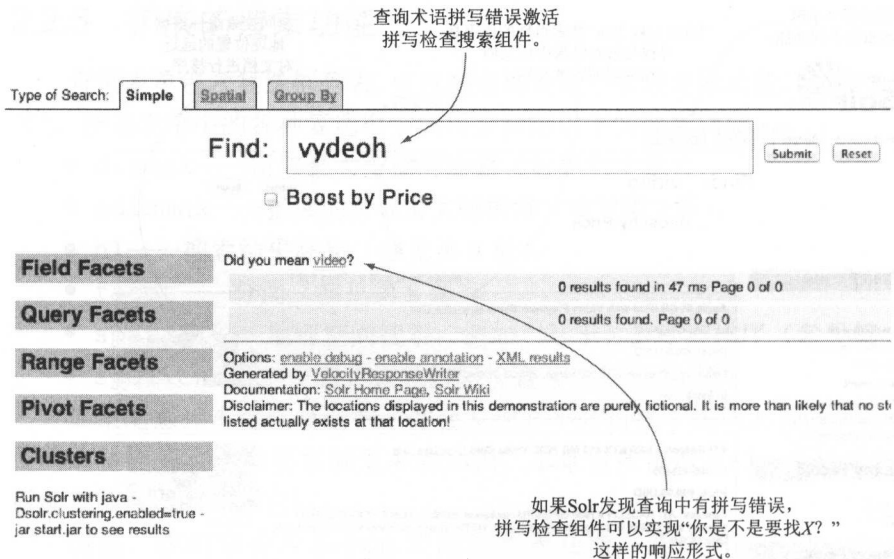 查询术语拼写错误激活
拼写检查搜索组件。
Type of Search: Simple Spatial Group By
Find: vydeoh Submit Reset
Boost by Price
Did you mean video?
0 results found in 47 ms Page 0 of 0
0 results found. Page 0 of 0
Field Facets
Query Facets
Range Facets
Pivot Facets
Clusters
Run Solr with java -
Dsolr.clustering.enabled=true -
jar start.jar to see results
Options: enable debug - enable annotation - XML results
Generated by VelocityResponseWriter
Documentation: Solr Home Page, Solr Wiki
Disclaimer: The locations displayed in this demonstration are purely fictional. It is more than likely that no
listed actually exists at that location!
如果Solr发现查询中有拼写错误，
拼写检查组件可以实现“你是不是要找X？”
这样的响应形式。